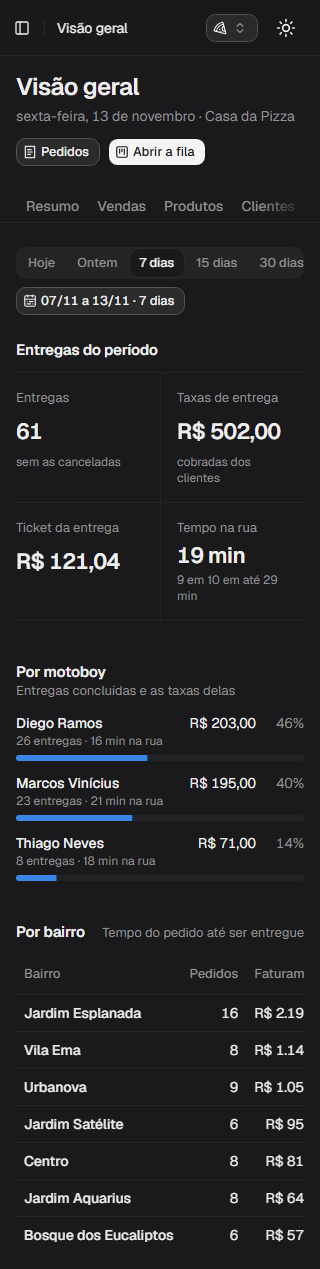 Visão geral
Visão geral
sexta-feira, 13 de novembro · Casa da Pizza
Pedidos
Abrir a fila
Resumo Vendas Produtos Clientes
Hoje Ontem 7 dias 15 dias 30 dias
07/11 a 13/11 · 7 dias
Entregas do período
Entregas
61
sem as canceladas
Taxas de entrega
R$ 502,00
cobradas dos
clientes
Ticket da entrega
R$ 121,04
Tempo na rua
19 min
9 em 10 em até 29
min
Por motoboy
Entregas concluídas e as taxas delas
Diego Ramos R$ 203,00 46%
26 entregas · 16 min na rua
Marcos Vinícius R$ 195,00 40%
23 entregas · 21 min na rua
Thiago Neves R$ 71,00 14%
8 entregas · 18 min na rua
Por bairro Tempo do pedido até ser entregue
Bairro Pedidos Faturam
Jardim Esplanada 16 R$ 2.19
Vila Ema 8 R$ 1.14
Urbanova 9 R$ 1.05
Jardim Satélite 6 R$ 95
Centro 8 R$ 81
Jardim Aquarius 8 R$ 64
Bosque dos Eucaliptos 6 R$ 57